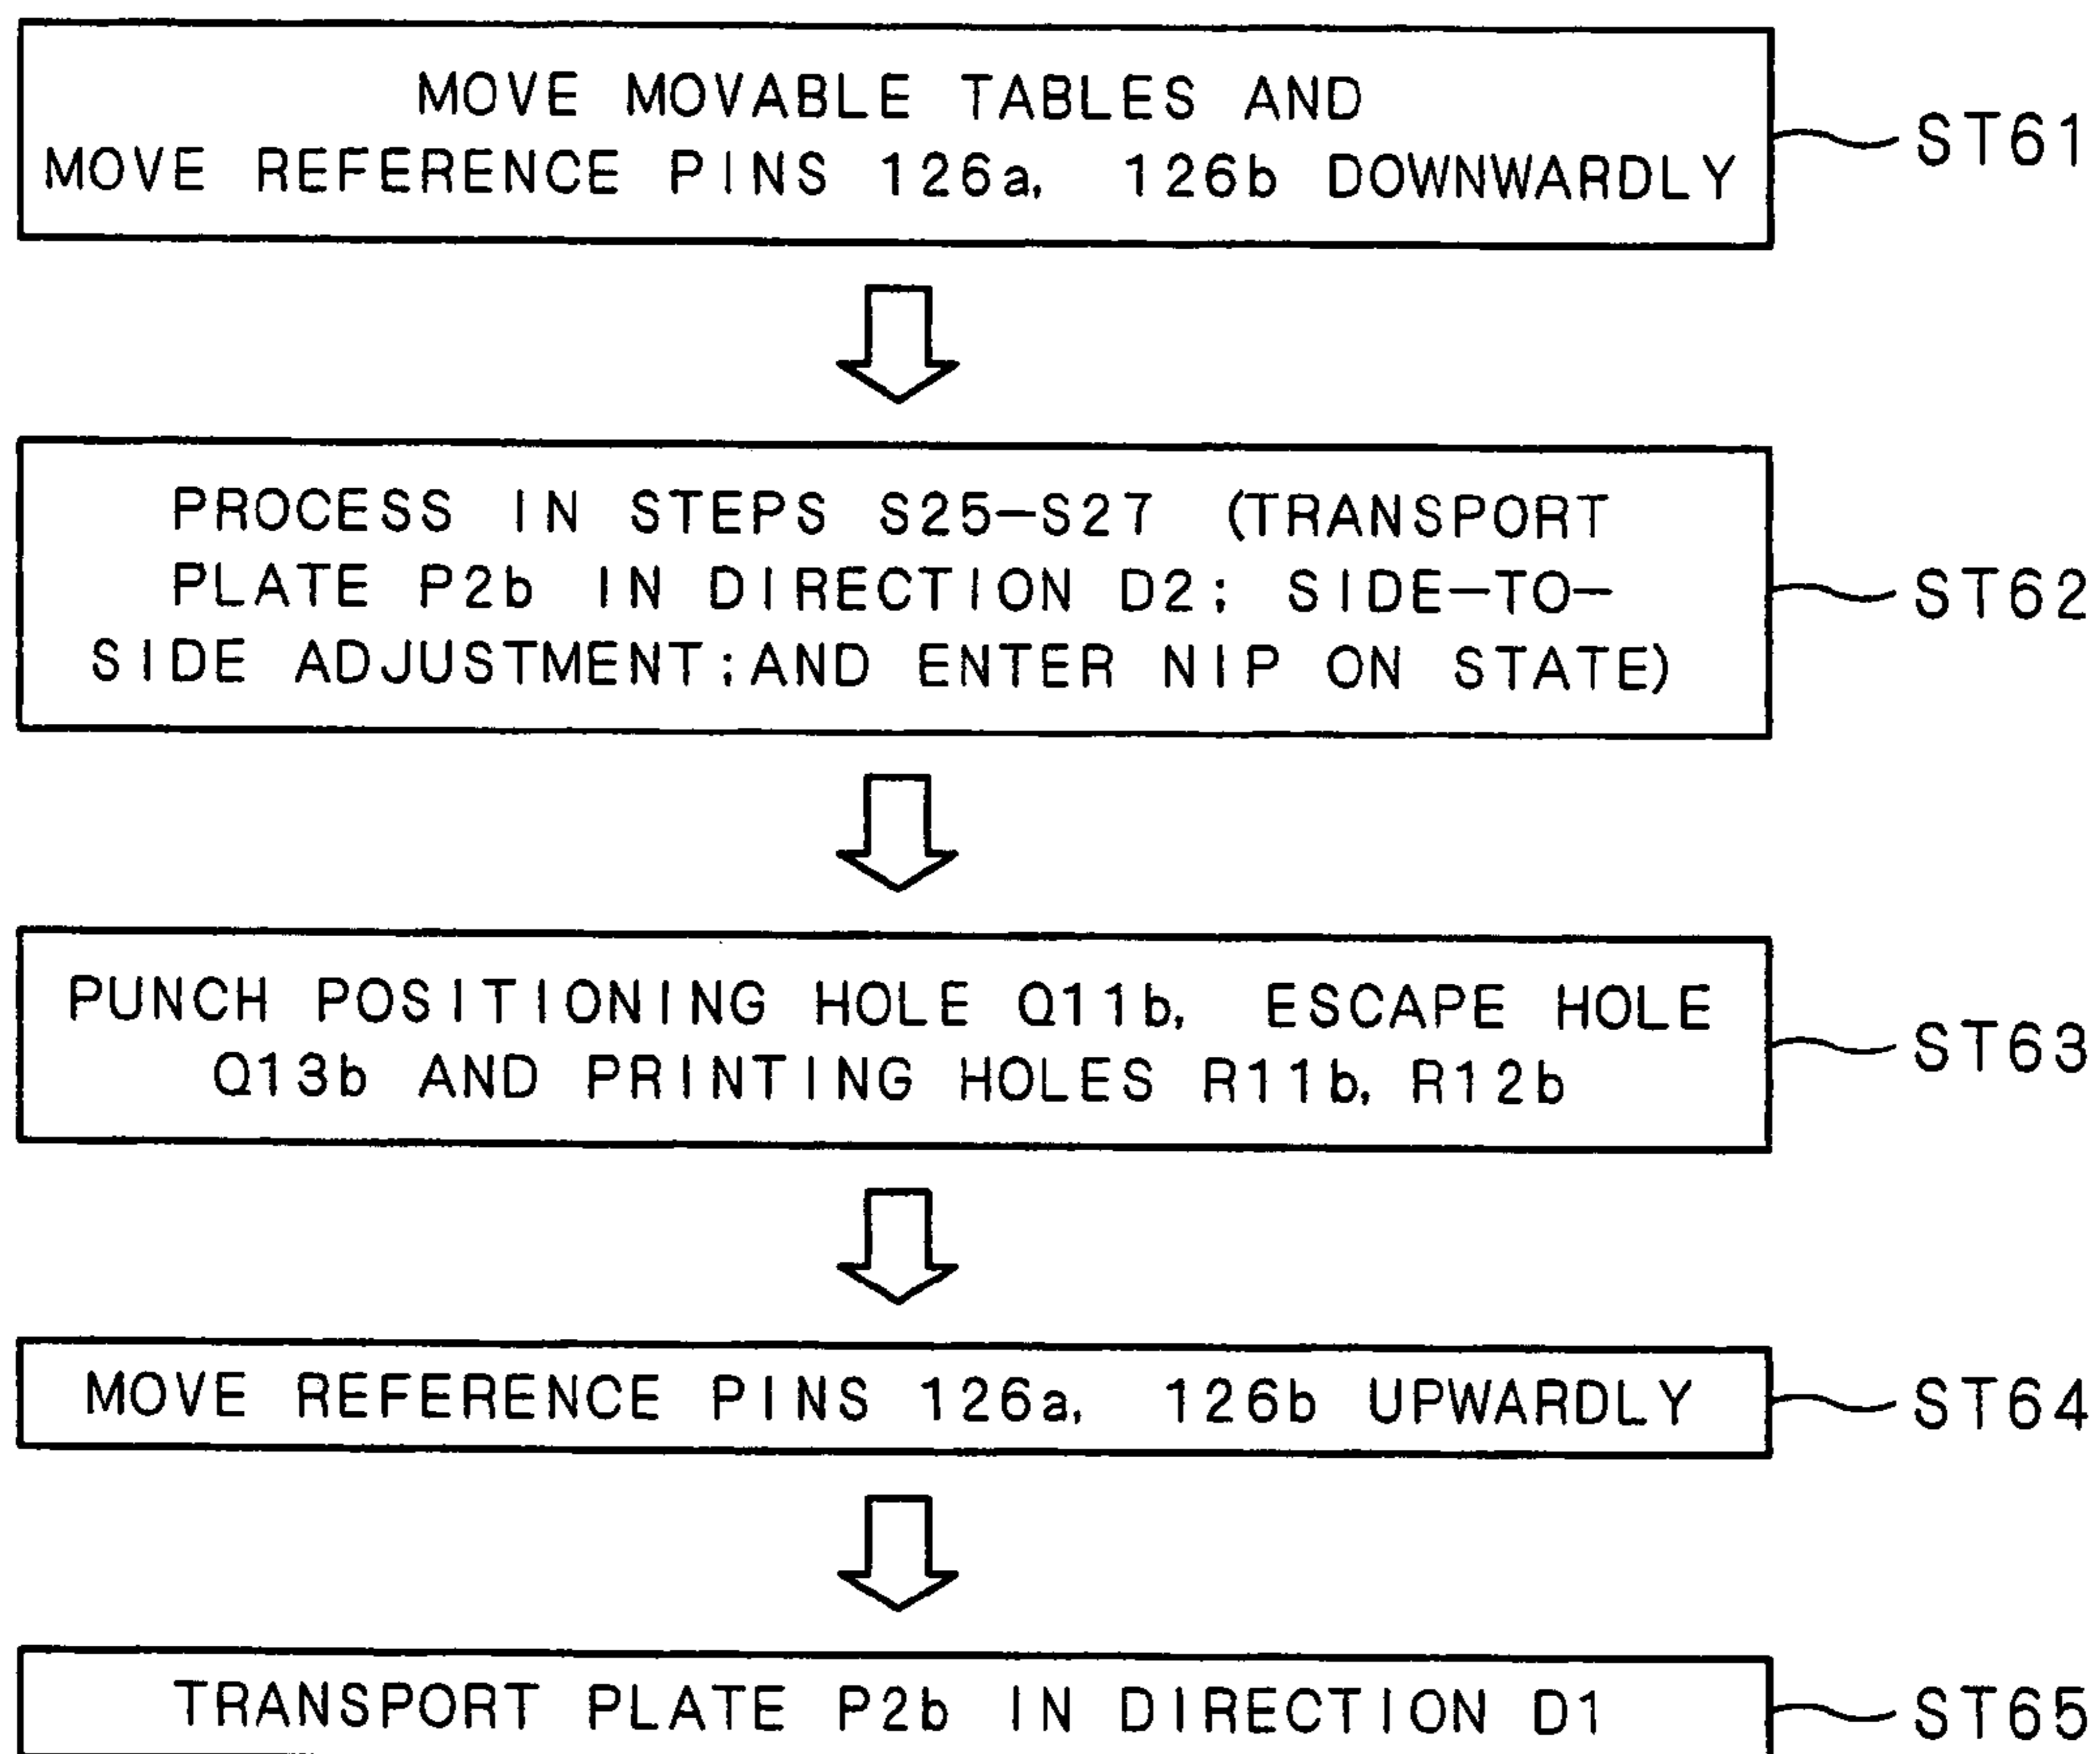 MOVE MOVABLE TABLES AND
MOVE REFERENCE PINS 126a, 126b DOWNWARDLY
ST61
PROCESS IN STEPS S25-S27 (TRANSPORT
PLATE P2b IN DIRECTION D2; SIDE-TO-
SIDE ADJUSTMENT;AND ENTER NIP ON STATE)
ST62
PUNCH POSITIONING HOLE Q11b, ESCAPE HOLE
Q13b AND PRINTING HOLES R11b, R12b
ST63
MOVE REFERENCE PINS 126a, 126b UPWARDLY
ST64
TRANSPORT PLATE P2b IN DIRECTION D1
ST65